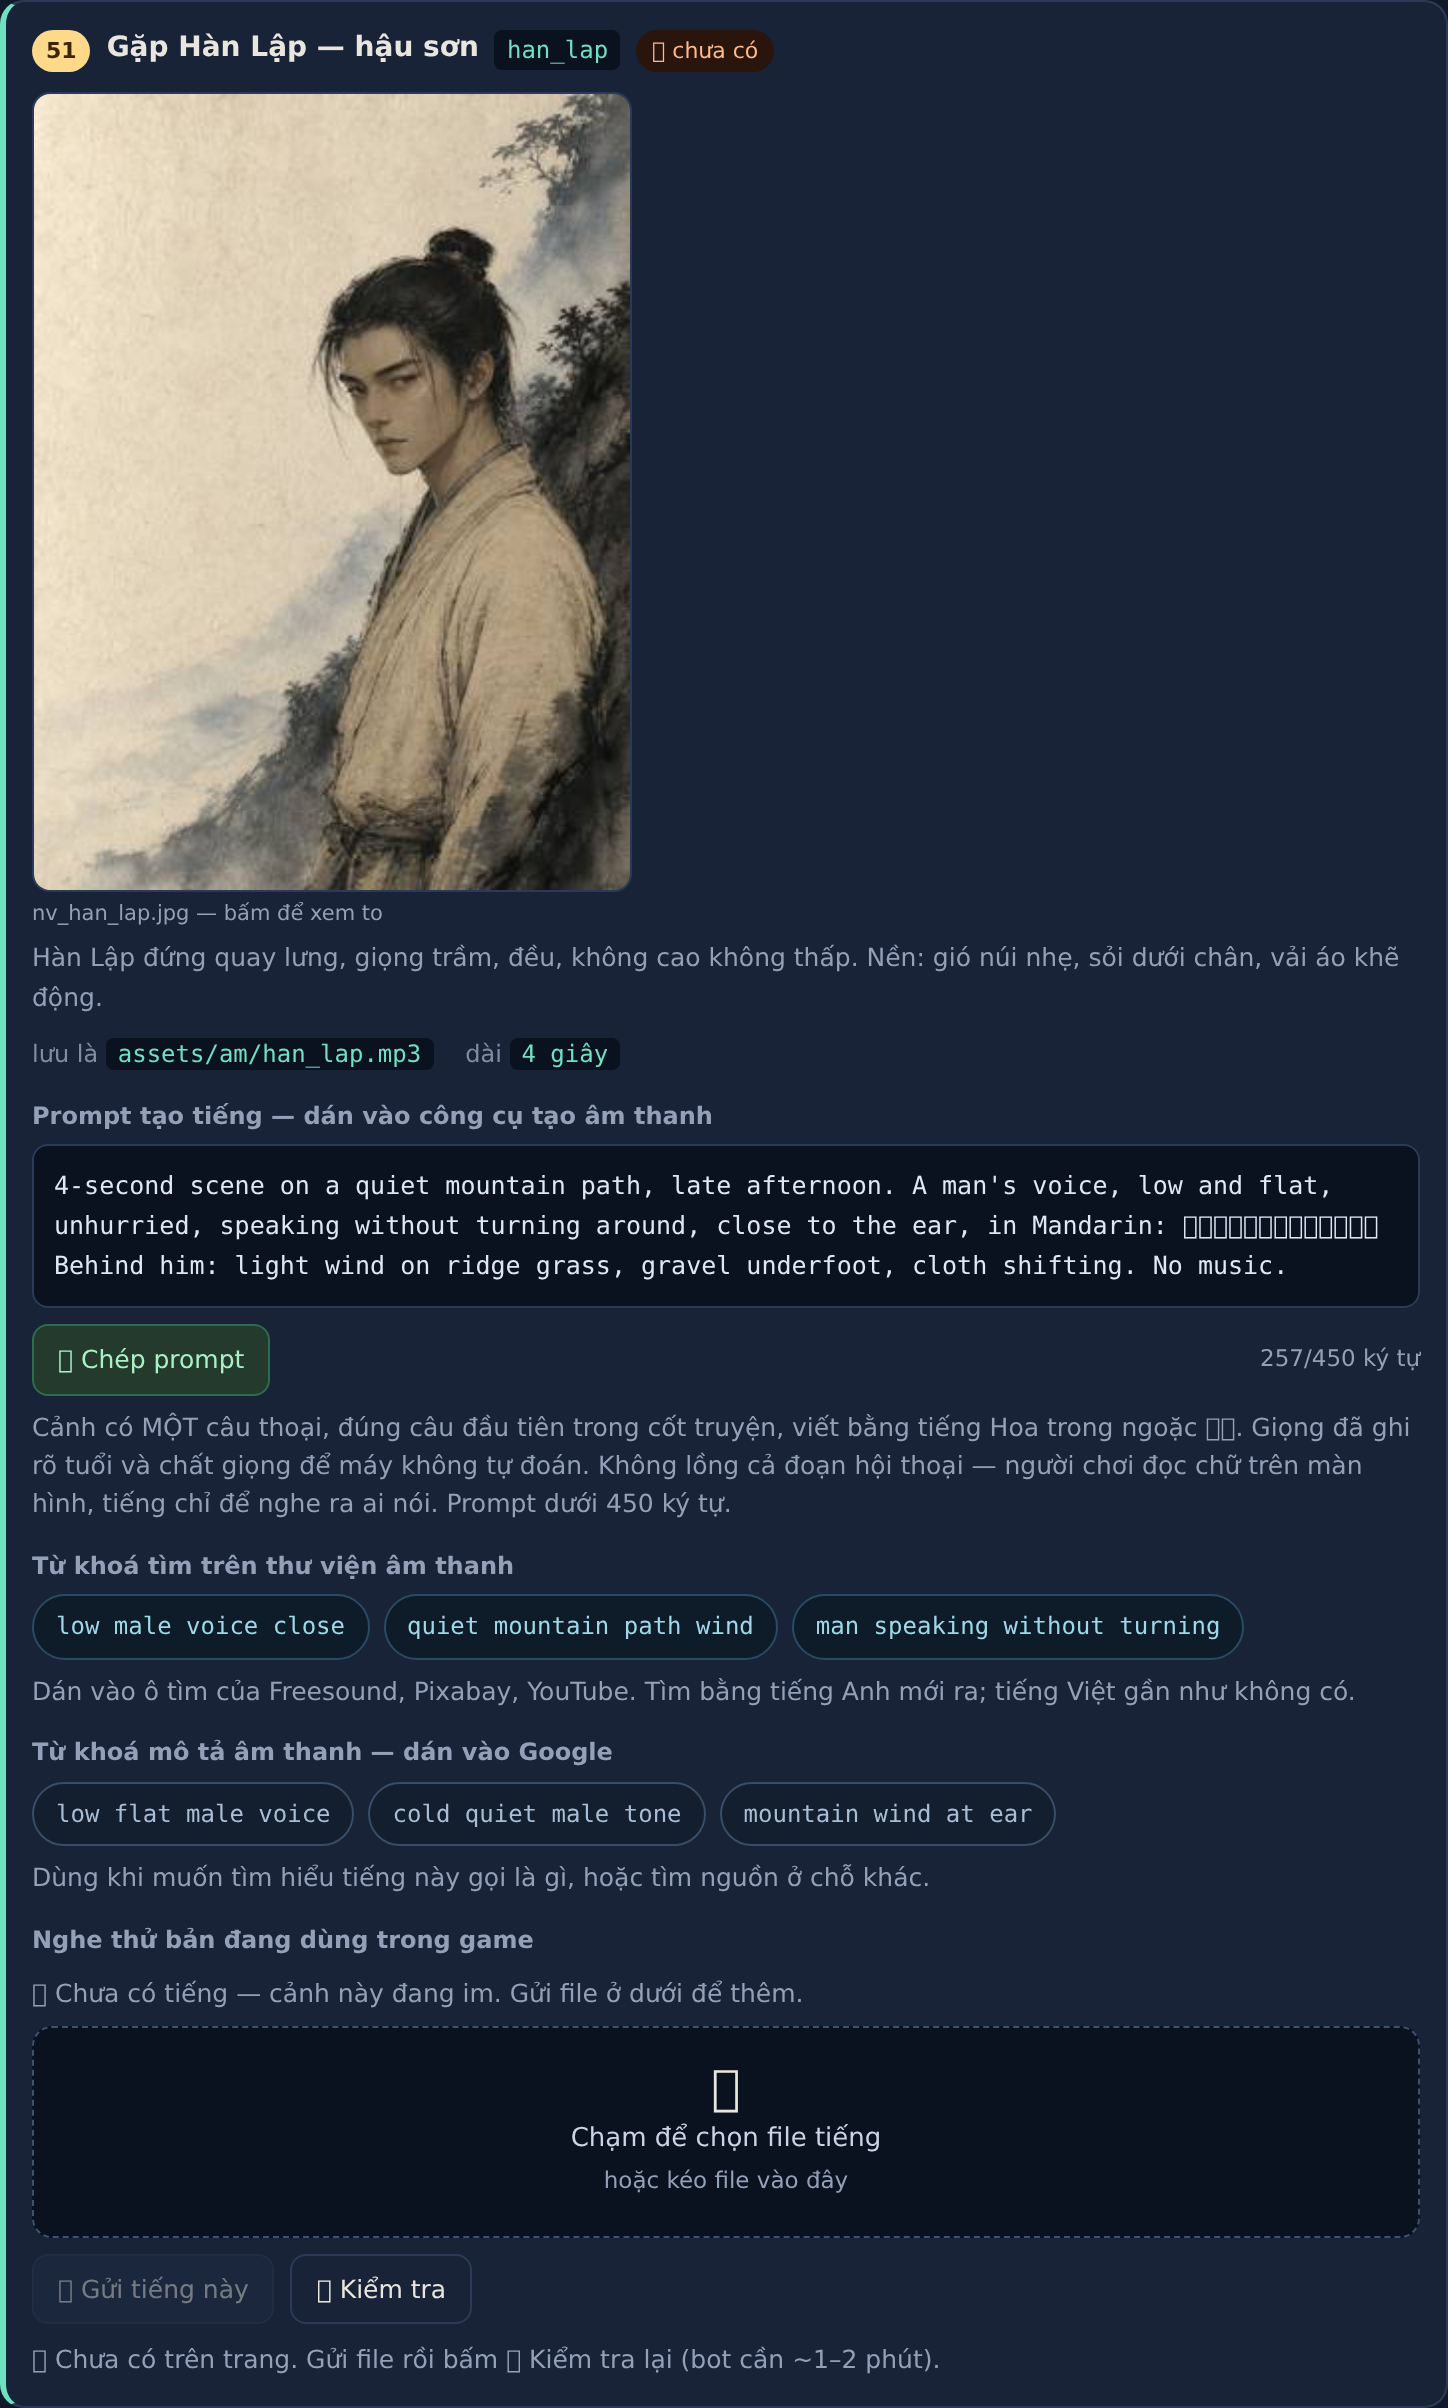 51 Gặp Hàn Lập — hậu sơn han_lap chưa có
nv_han_lap.jpg — bấm để xem to
Hàn Lập đứng quay lưng, giọng trầm, đều, không cao không thấp. Nền: gió núi nhẹ, sỏi dưới chân, vải áo khẽ
động.
lưu là assets/am/han_lap.mp3 dài 4 giây
Prompt tạo tiếng — dán vào công cụ tạo âm thanh
4-second scene on a quiet mountain path, late afternoon. A man's voice, low and flat,
unhurried, speaking without turning around, close to the ear, in Mandarin:
Behind him: light wind on ridge grass, gravel underfoot, cloth shifting. No music.
Chép prompt
257/450 ký tự
Cảnh có MỘT câu thoại, đúng câu đầu tiên trong cốt truyện, viết bằng tiếng Hoa trong ngoặc . Giọng đã ghi
rõ tuổi và chất giọng để máy không tự đoán. Không lồng cả đoạn hội thoại — người chơi đọc chữ trên màn
hình, tiếng chỉ để nghe ra ai nói. Prompt dưới 450 ký tự.
Từ khoá tìm trên thư viện âm thanh
low male voice close quiet mountain path wind man speaking without turning
Dán vào ô tìm của Freesound, Pixabay, YouTube. Tìm bằng tiếng Anh mới ra; tiếng Việt gần như không có.
Từ khoá mô tả âm thanh — dán vào Google
low flat male voice cold quiet male tone mountain wind at ear
Dùng khi muốn tìm hiểu tiếng này gọi là gì, hoặc tìm nguồn ở chỗ khác.
Nghe thử bản đang dùng trong game
Chưa có tiếng — cảnh này đang im. Gửi file ở dưới để thêm.
Chạm để chọn file tiếng
hoặc kéo file vào đây
Gửi tiếng này Kiểm tra
Chưa có trên trang. Gửi file rồi bấm Kiểm tra lại (bot cần ~1–2 phút).